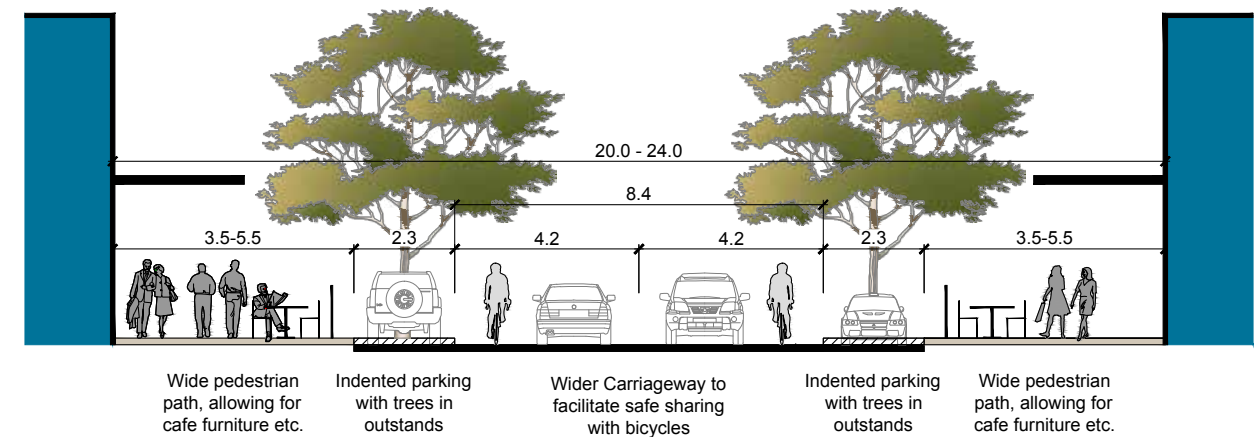 20.0 - 24.0
8.4
3.5-5.5
2.3
4.2
4.2
2.3
3.5-5.5
Wide pedestrian
path, allowing for
cafe furniture etc.
Indented parking
with trees in
outstands
Wider Carriageway to
facilitate safe sharing
with bicycles
Indented parking
with trees in
outstands
Wide pedestrian
path, allowing for
cafe furniture etc.